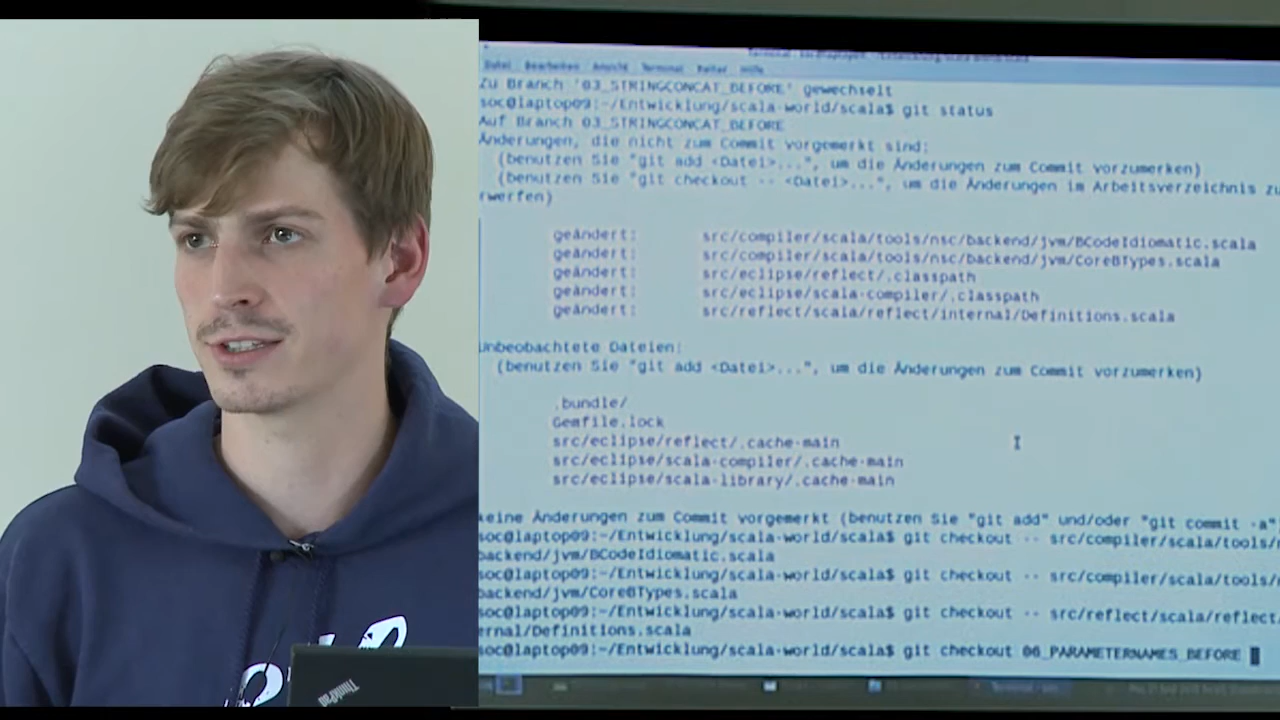 Datei Bearbeiten Ansicht Terminal Reiter Hilfe
Zu Branch '03_STRINGCONCAT_BEFORE' gewechselt
soc@laptop09:~/Entwicklung/scala-world/scala$ git status
Auf Branch 03_STRINGCONCAT_BEFORE
Änderungen, die nicht zum Commit vorgemerkt sind:
(benutzen Sie "git add <Datei>...", um die Änderungen zum Commit vorzumerken)
(benutzen Sie "git checkout -- <Datei>...", um die Änderungen im Arbeitsverzeichnis zu
rwerfen)
geändert: src/compiler/scala/tools/nsc/backend/jvm/BCodeIdiomatic.scala
geändert: src/compiler/scala/tools/nsc/backend/jvm/CoreBTypes.scala
geändert: src/eclipse/reflect/.classpath
geändert: src/eclipse/scala-compiler/.classpath
geändert: src/reflect/scala/reflect/internal/Definitions.scala
Unbeobachtete Dateien:
(benutzen Sie "git add <Datei>...", um die Änderungen zum Commit vorzumerken)
.bundle/
Gemfile.lock
src/eclipse/reflect/.cache-main
src/eclipse/scala-compiler/.cache-main
src/eclipse/scala-library/.cache-main
keine Änderungen zum Commit vorgemerkt (benutzen Sie "git add" und/oder "git commit -a"
soc@laptop09:~/Entwicklung/scala-world/scala$ git checkout -- src/compiler/scala/tools/n
backend/jvm/BCodeIdiomatic.scala
soc@laptop09:~/Entwicklung/scala-world/scala$ git checkout -- src/compiler/scala/tools/n
backend/jvm/CoreBTypes.scala
soc@laptop09:~/Entwicklung/scala-world/scala$ git checkout -- src/reflect/scala/reflect/
ernal/Definitions.scala
soc@laptop09:~/Entwicklung/scala-world/scala$ git checkout 06_PARAMETERNAMES_BEFORE
ThinkPad